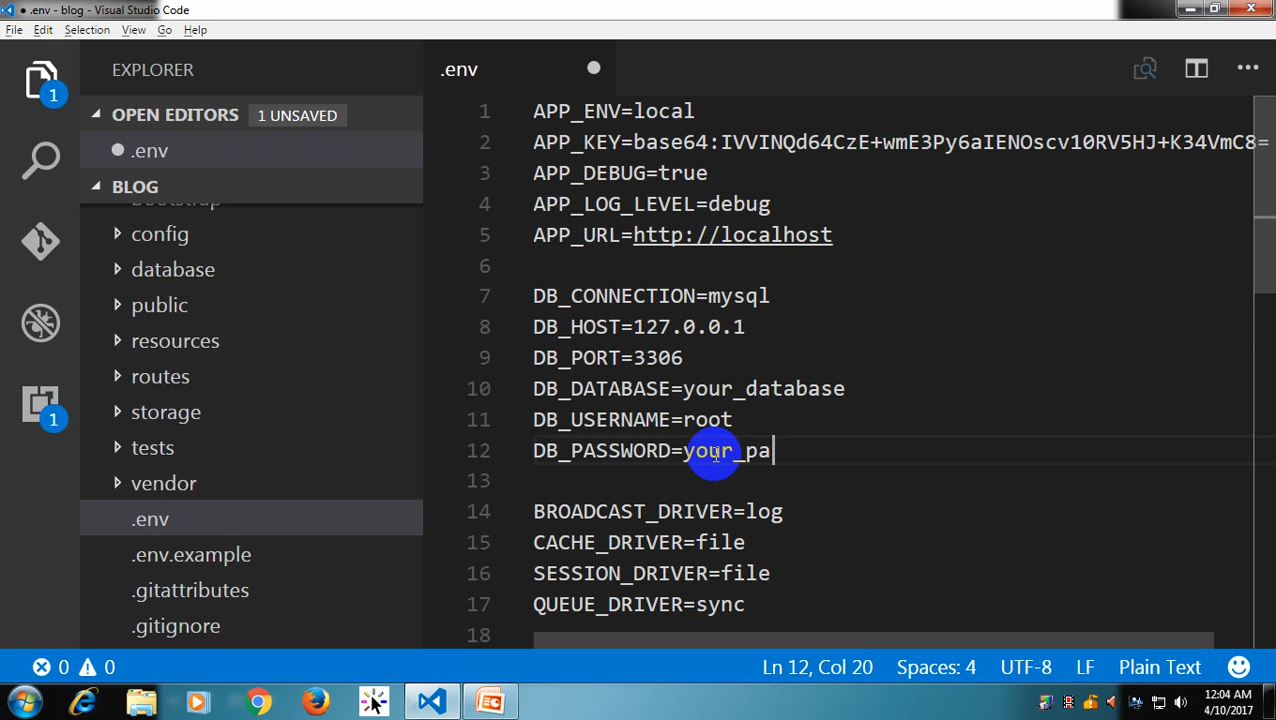 .env - blog - Visual Studio Code
File Edit Selection View Go Help
EXPLORER
OPEN EDITORS 1 UNSAVED
.env
BLOG
bootstrap
config
database
public
resources
routes
storage
tests
vendor
.env
.env.example
.gitattributes
.gitignore
1
1
.env
1 APP_ENV=local
2 APP_KEY=base64:IVVINQd64CzE+wmE3Py6aIENOscv10RV5HJ+K34VmC8=
3 APP_DEBUG=true
4 APP_LOG_LEVEL=debug
5 APP_URL=http://localhost
6
7 DB_CONNECTION=mysql
8 DB_HOST=127.0.0.1
9 DB_PORT=3306
10 DB_DATABASE=your_database
11 DB_USERNAME=root
12 DB_PASSWORD=your_pa
13
14 BROADCAST_DRIVER=log
15 CACHE_DRIVER=file
16 SESSION_DRIVER=file
17 QUEUE_DRIVER=sync
18
0 0 Ln 12, Col 20 Spaces: 4 UTF-8 LF Plain Text
12:04 AM
4/10/2017